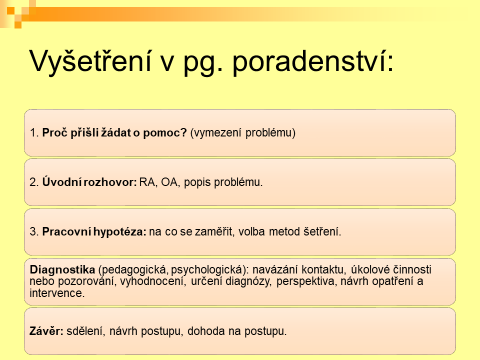 Vyšetření v pg. poradenství:
1. Proč přišli žádat o pomoc? (vymezení problému)
2. Úvodní rozhovor: RA, OA, popis problému.
3. Pracovní hypotéza: na co se zaměřit, volba metod šetření.
Diagnostika (pedagogická, psychologická): navázání kontaktu, úkolové činnosti
nebo pozorování, vyhodnocení, určení diagnózy, perspektiva, návrh opatření a
intervence.
Závěr: sdělení, návrh postupu, dohoda na postupu.